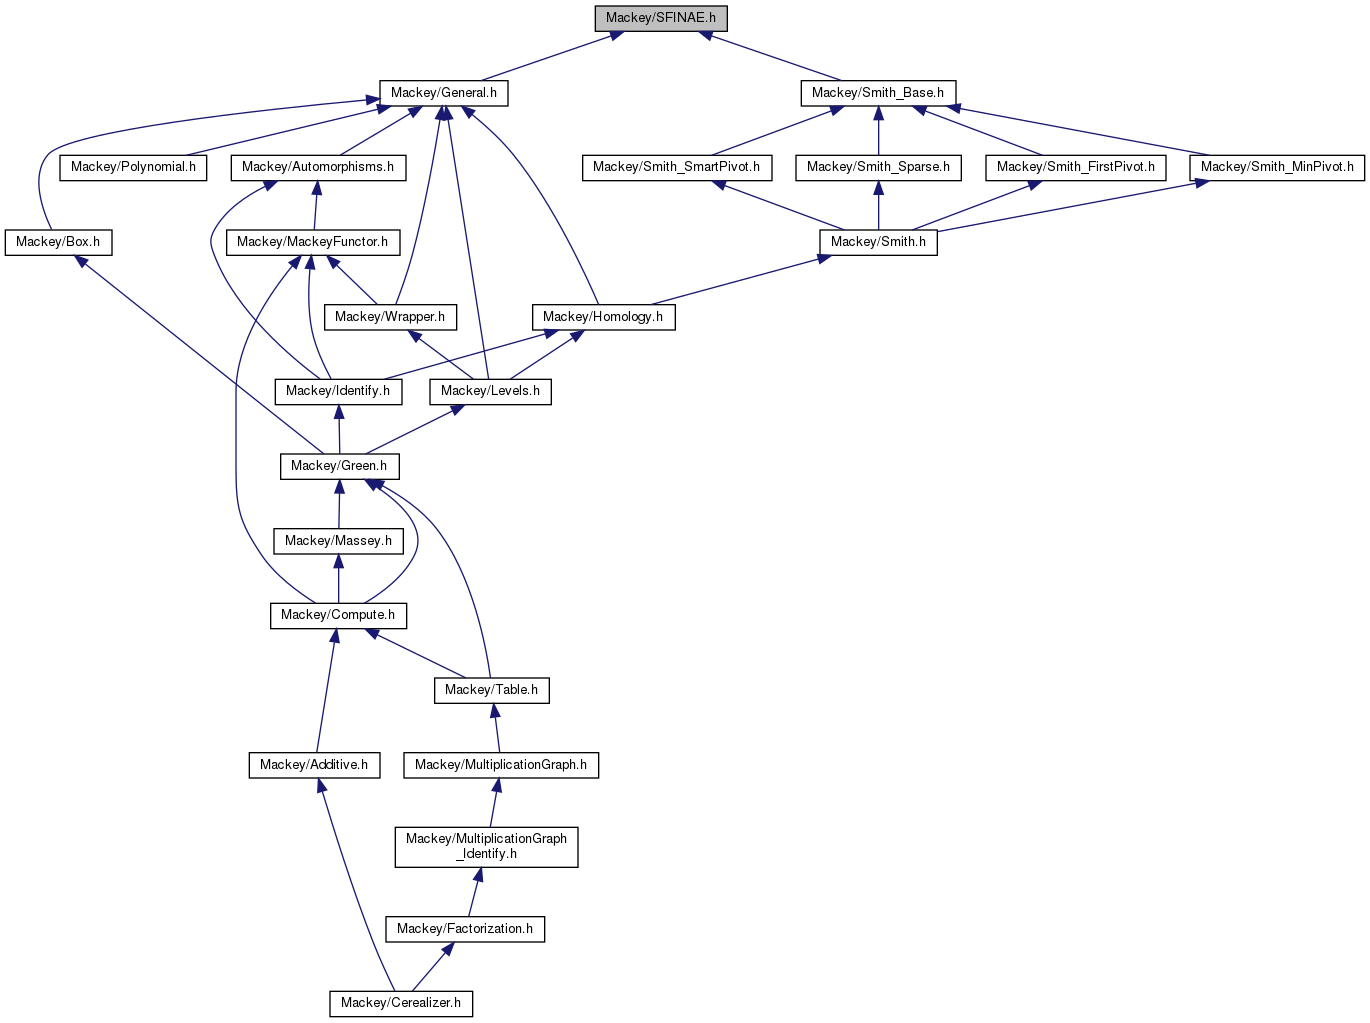 Mackey/SFINAE.h
Mackey/General.h
Mackey/Smith_Base.h
Mackey/Polynomial.h
Mackey/Automorphisms.h
Mackey/Smith_SmartPivot.h
Mackey/Smith_Sparse.h
Mackey/Smith_FirstPivot.h
Mackey/Smith_MinPivot.h
Mackey/Box.h
Mackey/MackeyFunctor.h
Mackey/Smith.h
Mackey/Wrapper.h
Mackey/Homology.h
Mackey/Identify.h
Mackey/Levels.h
Mackey/Green.h
Mackey/Massey.h
Mackey/Compute.h
Mackey/Table.h
Mackey/Additive.h
Mackey/MultiplicationGraph.h
Mackey/MultiplicationGraph
_Identify.h
Mackey/Factorization.h
Mackey/Cerealizer.h